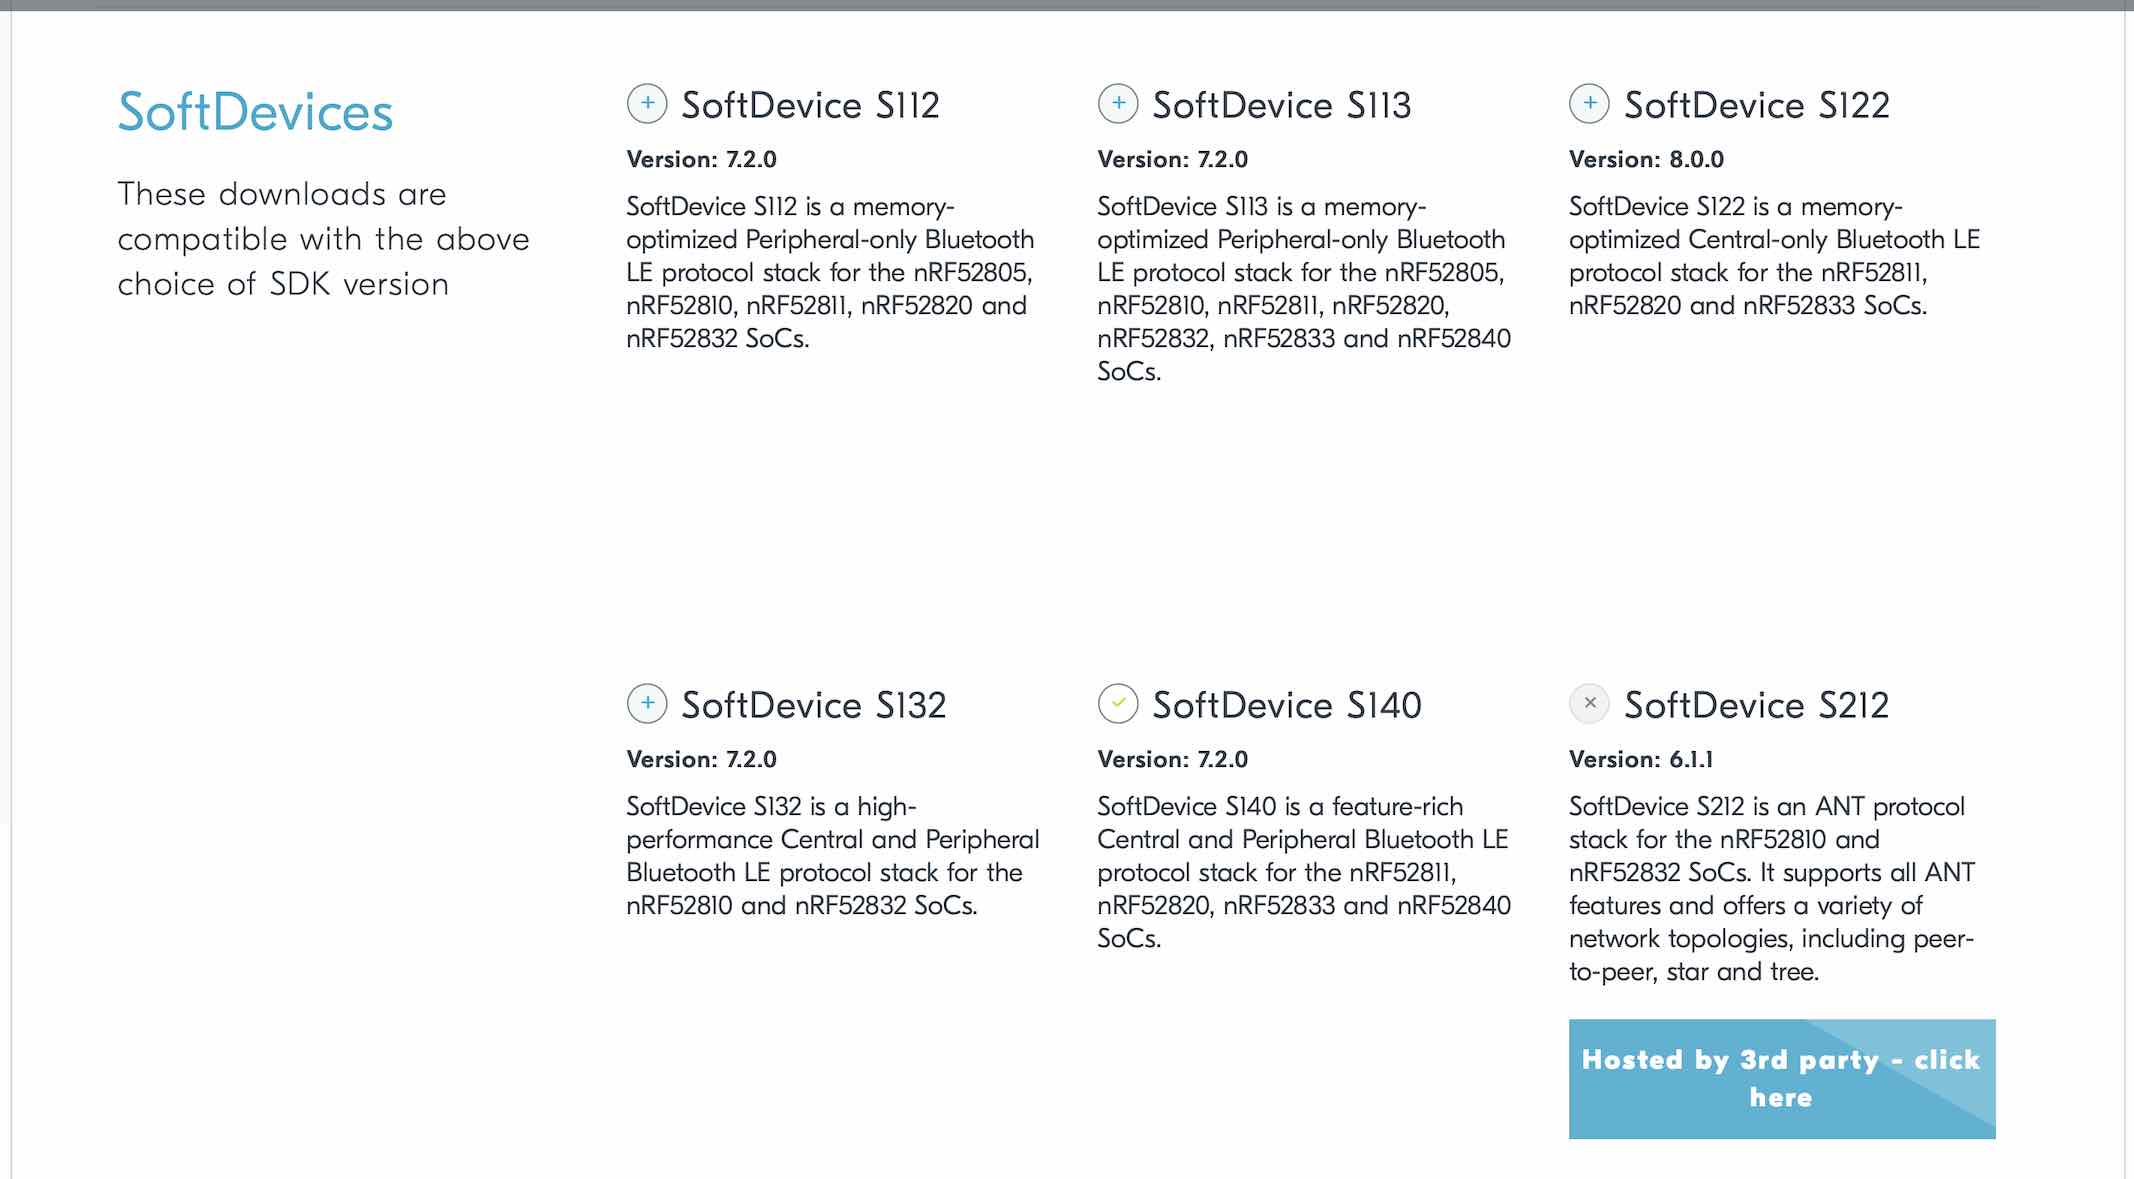 SoftDevices
These downloads are
compatible with the above
choice of SDK version
SoftDevice S112
Version: 7.2.0
SoftDevice S112 is a memory-
optimized Peripheral-only Bluetooth
LE protocol stack for the nRF52805,
nRF52810, nRF52811, nRF52820 and
nRF52832 SoCs.
SoftDevice S113
Version: 7.2.0
SoftDevice S113 is a memory-
optimized Peripheral-only Bluetooth
LE protocol stack for the nRF52805,
nRF52810, nRF52811, nRF52820,
nRF52832, nRF52833 and nRF52840
SoCs.
SoftDevice S122
Version: 8.0.0
SoftDevice S122 is a memory-
optimized Central-only Bluetooth LE
protocol stack for the nRF52811,
nRF52820 and nRF52833 SoCs.
SoftDevice S132
Version: 7.2.0
SoftDevice S132 is a high-
performance Central and Peripheral
Bluetooth LE protocol stack for the
nRF52810 and nRF52832 SoCs.
SoftDevice S140
Version: 7.2.0
SoftDevice S140 is a feature-rich
Central and Peripheral Bluetooth LE
protocol stack for the nRF52811,
nRF52820, nRF52833 and nRF52840
SoCs.
SoftDevice S212
Version: 6.1.1
SoftDevice S212 is an ANT protocol
stack for the nRF52810 and
nRF52832 SoCs. It supports all ANT
features and offers a variety of
network topologies, including peer-
to-peer, star and tree.
Hosted by 3rd party - click
here